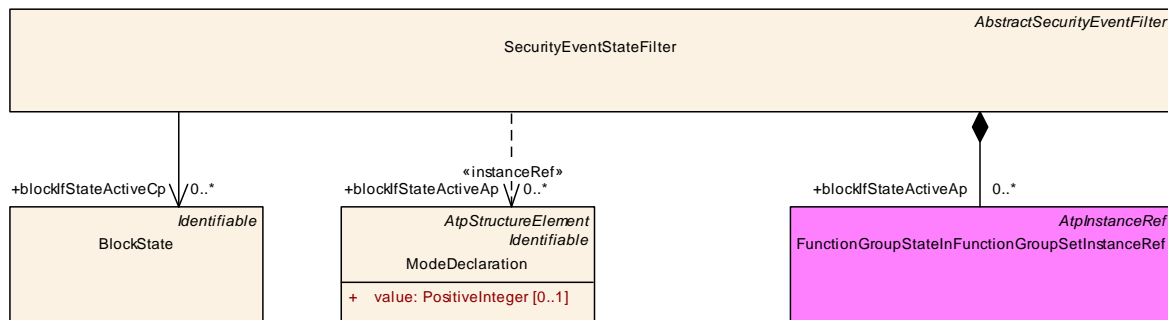 AbstractSecurityEventFilter
SecurityEventStateFilter
«instanceRef»
+blockIfStateActiveCp 0..*
+blockIfStateActiveAp 0..*
+blockIfStateActiveAp 0..*
Identifiable
BlockState
AtpStructureElement
Identifiable
ModeDeclaration
+ value: PositiveInteger [0..1]
AtpInstanceRef
FunctionGroupStateInFunctionGroupSetInstanceRef